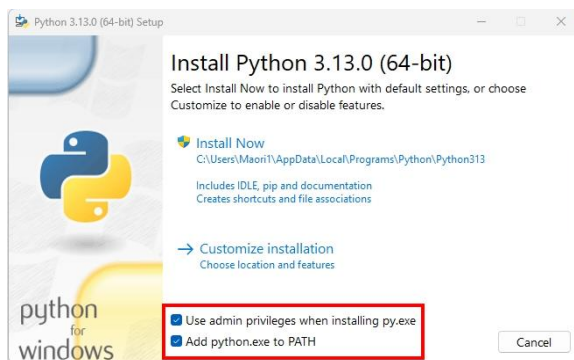 Python 3.13.0 (64-bit) Setup
Install Python 3.13.0 (64-bit)
Select Install Now to install Python with default settings, or choose
Customize to enable or disable features.
Install Now
C:\Users\Maori1\AppData\Local\Programs\Python\Python313
Includes IDLE, pip and documentation
Creates shortcuts and file associations
Customize installation
Choose location and features
python
for
windows
Use admin privileges when installing py.exe
Add python.exe to PATH
Cancel